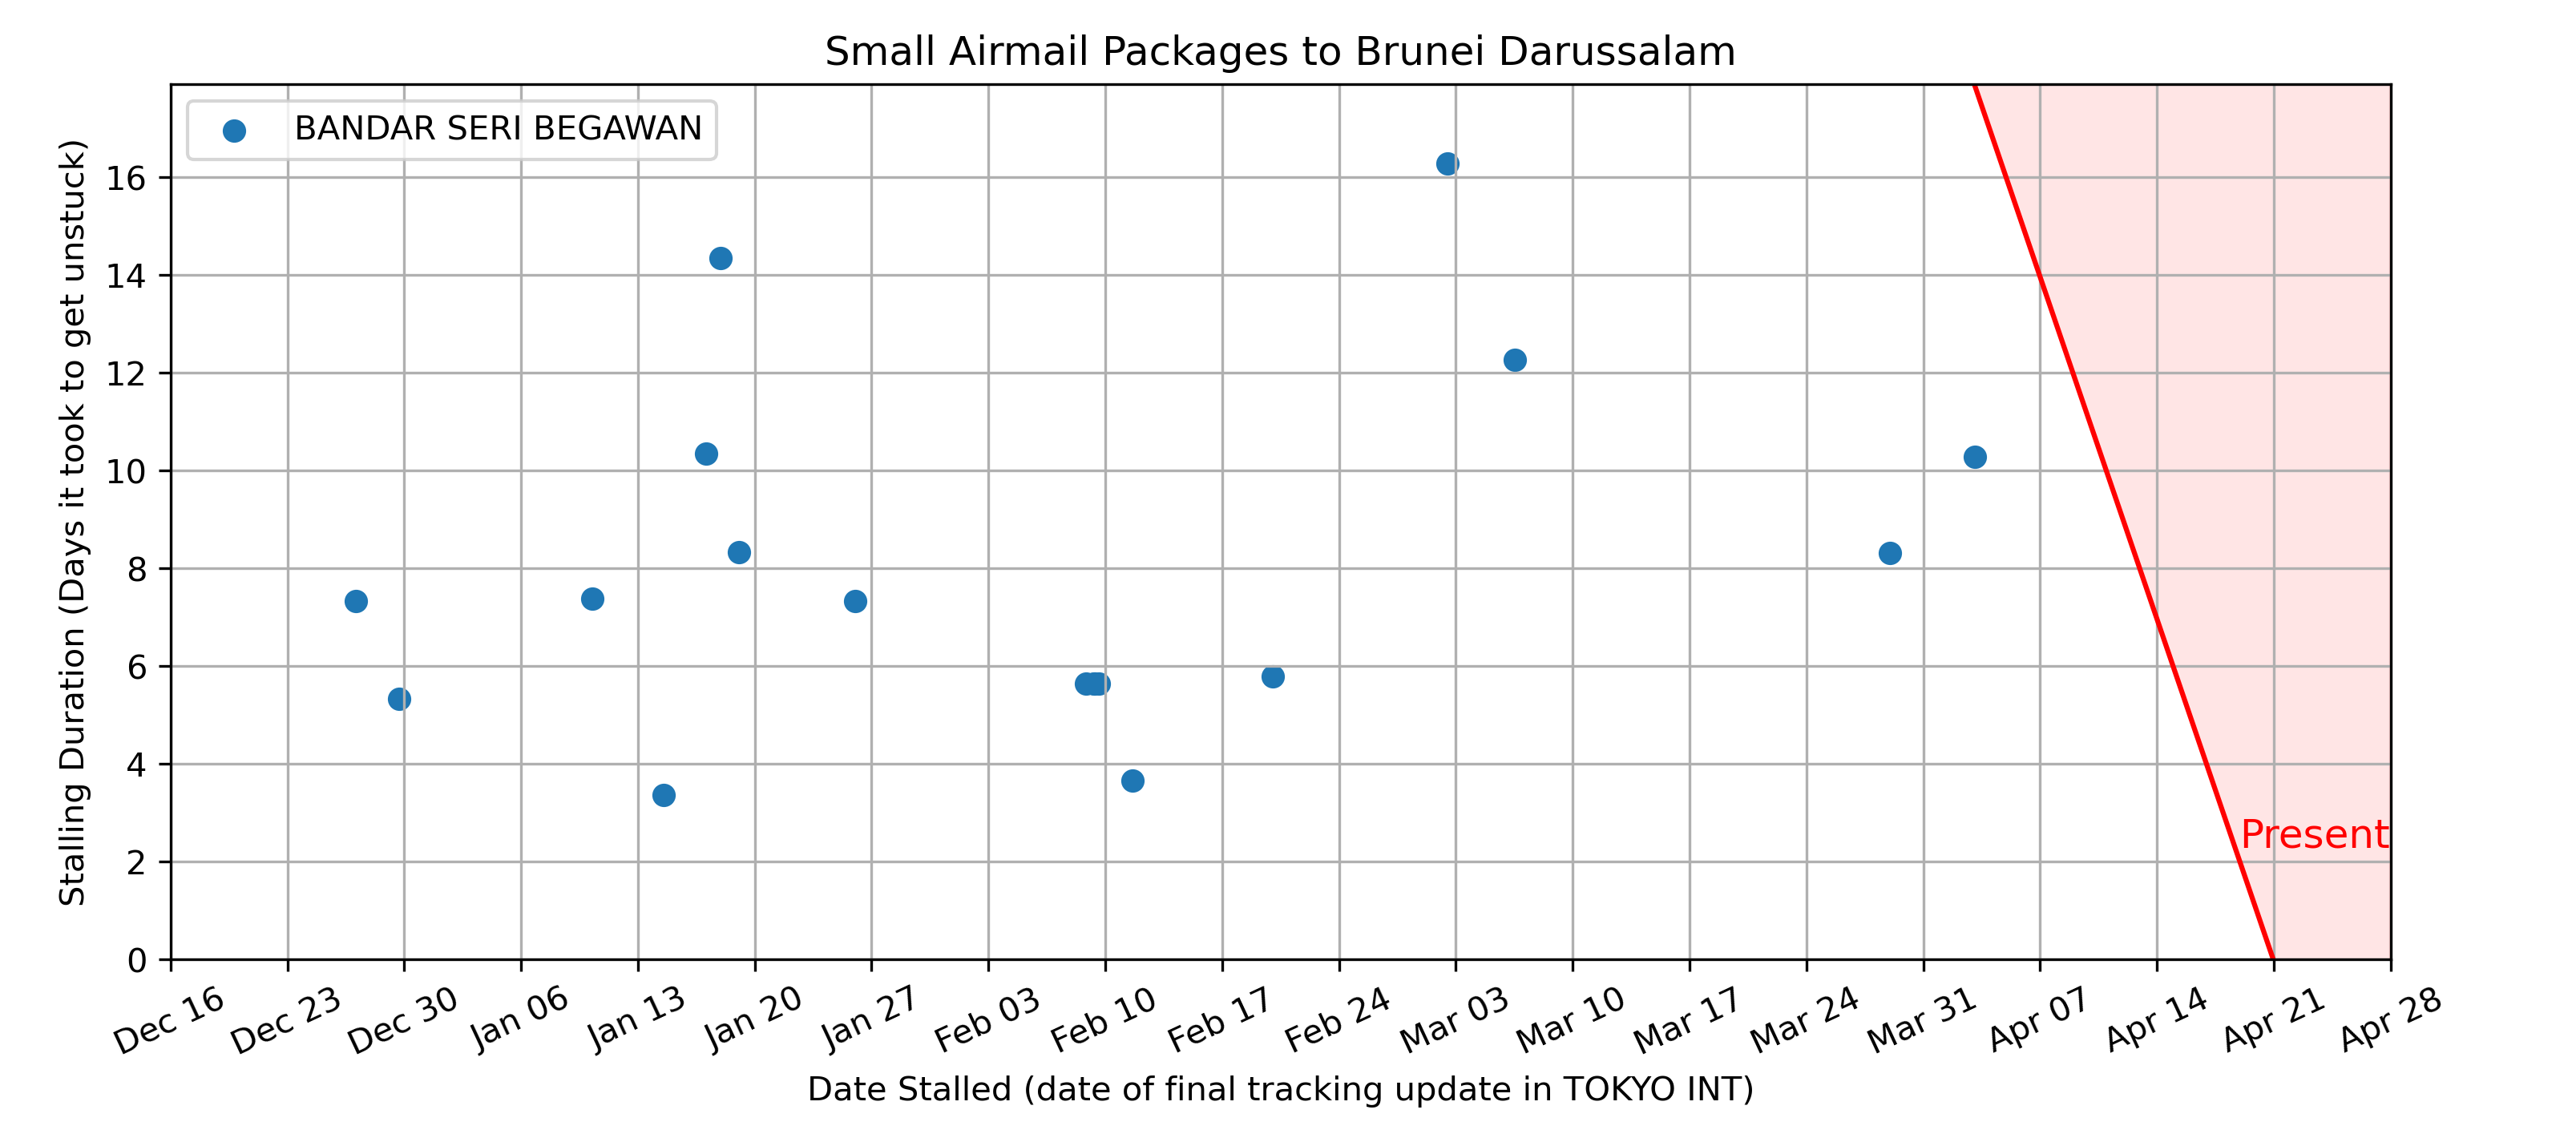 Small Airmail Packages to Brunei Darussalam
BANDAR SERI BEGAWAN
Stalling Duration (Days it took to get unstuck)
16
14
12
10
8
6
4
2
0
Present
Dec 16
Dec 23
Dec 30
Jan 06
Jan 13
Jan 20
Jan 27
Feb 03
Feb 10
Feb 17
Feb 24
Mar 03
Mar 10
Mar 17
Mar 24
Mar 31
Apr 07
Apr 14
Apr 21
Apr 28
Date Stalled (date of final tracking update in TOKYO INT)